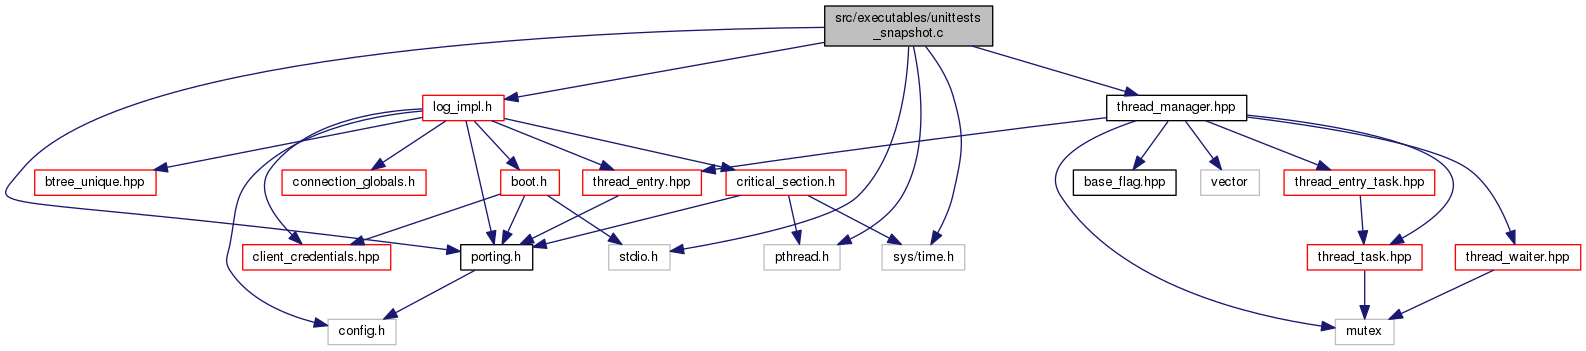 src/executables/unittests
_snapshot.c
log_impl.h
thread_manager.hpp
btree_unique.hpp
connection_globals.h
boot.h
thread_entry.hpp
critical_section.h
base_flag.hpp
vector
thread_entry_task.hpp
client_credentials.hpp
porting.h
stdio.h
pthread.h
sys/time.h
thread_task.hpp
thread_waiter.hpp
config.h
mutex